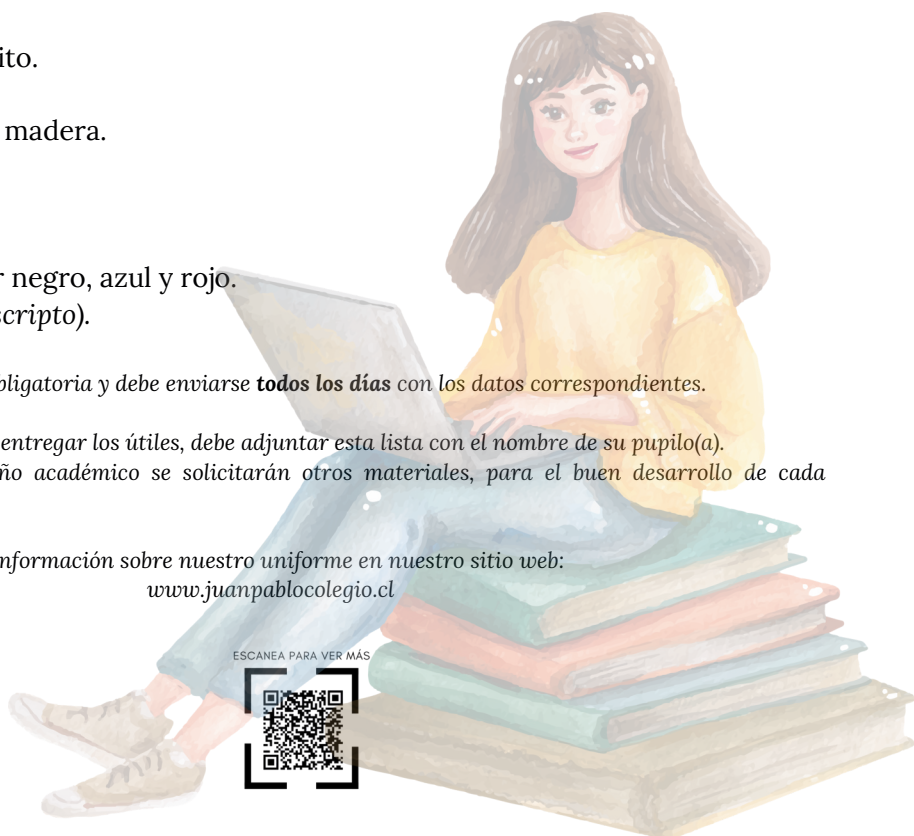 ito.
madera.
r negro, azul y rojo.
scripto).
bligatoria y debe enviarse todos los días con los datos correspondientes.
entregar los útiles, debe adjuntar esta lista con el nombre de su pupilo(a).
ño académico se solicitarán otros materiales, para el buen desarrollo de cada
nformación sobre nuestro uniforme en nuestro sitio web:
www.juanpablocolegio.cl
ESCANEA PARA VER MÁS